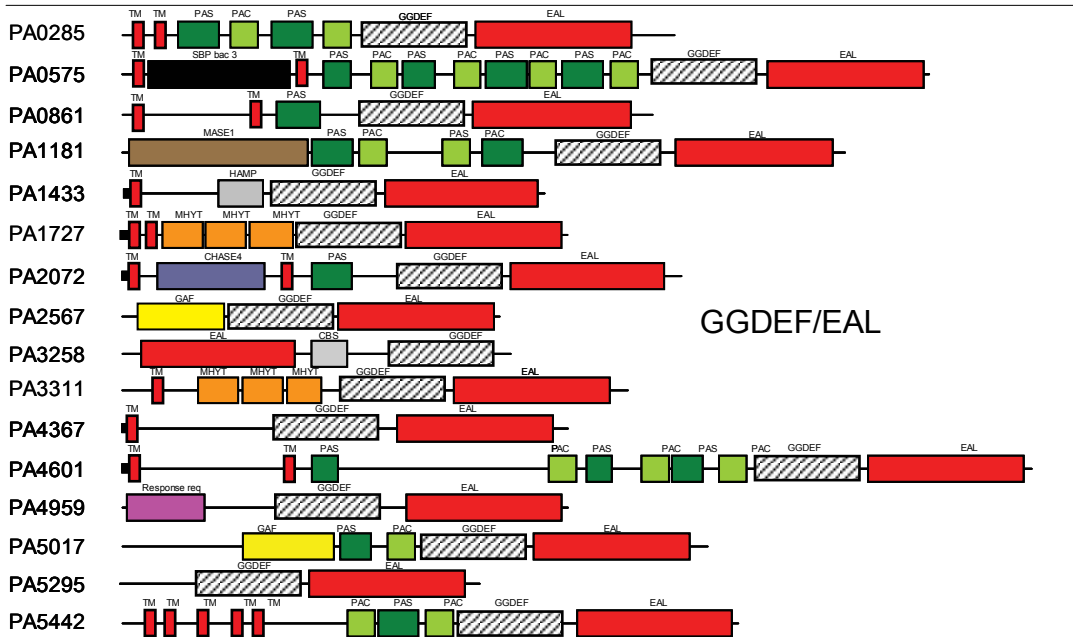 TM TM PAS PAC PAS GGDEF EAL
PA0285
TM SBP bac 3 TM PAS PAC PAS PAC PAS PAC PAS PAC GGDEF EAL
PA0575
TM TM PAS GGDEF EAL
PA0861
MASE1 PAS PAC PAS PAC GGDEF EAL
PA1181
TM HAMP GGDEF EAL
PA1433
TM TM MHYT MHYT MHYT GGDEF EAL
PA1727
TM CHASE4 TM PAS GGDEF EAL
PA2072
GAF GGDEF EAL
PA2567
GGDEF/EAL
EAL CBS GGDEF
PA3258
TM MHYT MHYT MHYT GGDEF EAL
PA3311
TM GGDEF EAL
PA4367
TM TM PAS PAC PAS PAC PAS PAC GGDEF EAL
PA4601
Response reg GGDEF EAL
PA4959
GAF PAS PAC GGDEF EAL
PA5017
GGDEF EAL
PA5295
TM TM TM TM TM PAC PAS PAC GGDEF EAL
PA5442